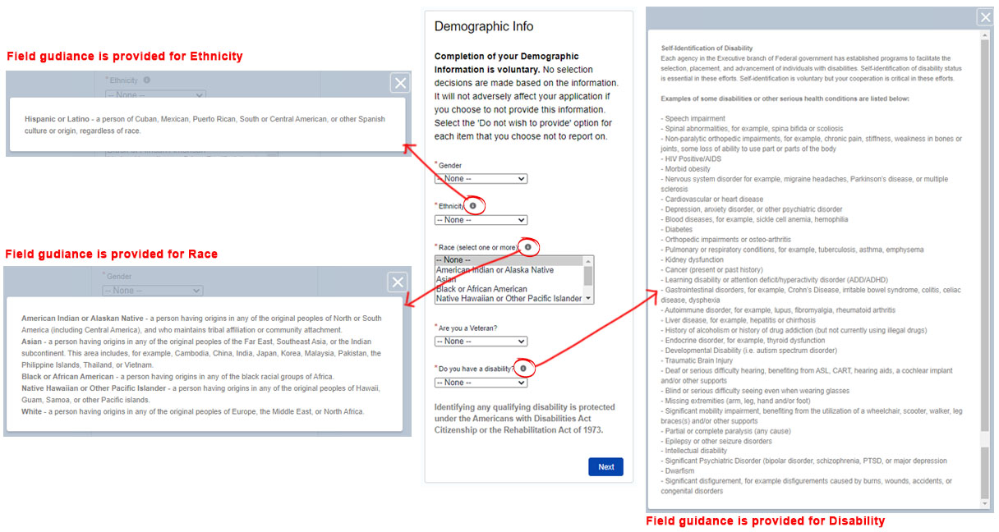 Field gudiance is provided for Ethnicity
* Ethnicity
-- None --
Hispanic or Latino - a person of Cuban, Mexican, Puerto Rican, South or Central American, or other Spanish
culture or origin, regardless of race.
Field gudiance is provided for Race
* Gender
-- None --
American Indian or Alaskan Native - a person having origins in any of the original peoples of North or South
America (including Central America), and who maintains tribal affiliation or community attachment.
Asian - a person having origins in any of the original peoples of the Far East, Southeast Asia, or the Indian
subcontinent. This area includes, for example, Cambodia, China, India, Japan, Korea, Malaysia, Pakistan, the
Philippine Islands, Thailand, or Vietnam.
Black or African American - a person having origins in any of the black racial groups of Africa.
Native Hawaiian or Other Pacific Islander - a person having origins in any of the original peoples of Hawaii,
Guam, Samoa, or other Pacific islands.
White - a person having origins in any of the original peoples of Europe, the Middle East, or North Africa.
Demographic Info
Completion of your Demographic
Information is voluntary. No selection
decisions are made based on the information.
It will not adversely affect your application if
you choose to not provide this information.
Select the 'Do not wish to provide' option for
each item that you choose not to report on.
* Gender
-- None --
* Ethnicity
-- None --
* Race (select one or more)
-- None --
American Indian or Alaska Native
Asian
Black or African American
Native Hawaiian or Other Pacific Islander
* Are you a Veteran?
-- None --
* Do you have a disability?
-- None --
Identifying any qualifying disability is protected
under the Americans with Disabilities Act
Citizenship or the Rehabilitation Act of 1973.
Next
Self-Identification of Disability
Each agency in the Executive branch of Federal government has established programs to facilitate the
selection, placement, and advancement of individuals with disabilities. Self-identification of disability status
is essential in these efforts. Self-identification is voluntary but your cooperation is critical in these efforts.
Examples of some disabilities or other serious health conditions are listed below:
- Speech impairment
- Spinal abnormalities, for example, spina bifida or scoliosis
- Non-paralytic orthopedic impairments, for example, chronic pain, stiffness, weakness in bones or
joints, some loss of ability to use part or parts of the body
- HIV Positive/AIDS
- Morbid obesity
- Nervous system disorder for example, migraine headaches, Parkinson's disease, or multiple
sclerosis
- Cardiovascular or heart disease
- Depression, anxiety disorder, or other psychiatric disorder
- Blood diseases, for example, sickle cell anemia, hemophilia
- Diabetes
- Orthopedic impairments or osteo-arthritis
- Pulmonary or respiratory conditions, for example, tuberculosis, asthma, emphysema
- Kidney dysfunction
- Cancer (present or past history)
- Learning disability or attention deficit/hyperactivity disorder (ADD/ADHD)
- Gastrointestinal disorders, for example, Crohn's Disease, irritable bowel syndrome, colitis, celiac
disease, dysphexia
- Autoimmune disorder, for example, lupus, fibromyalgia, rheumatoid arthritis
- Liver disease, for example, hepatitis or chirrhosis
- History of alcoholism or history of drug addiction (but not currently using illegal drugs)
- Endocrine disorder, for example, thyroid dysfunction
- Developmental Disability (i.e. autism spectrum disorder)
- Traumatic Brain Injury
- Deaf or serious difficulty hearing, benefiting from ASL, CART, hearing aids, a cochlear implant
and/or other supports
- Blind or serious difficulty seeing even when wearing glasses
- Missing extremities (arm, leg, hand and/or foot)
- Significant mobility impairment, benefiting from the utilization of a wheelchair, scooter, walker, leg
braces(s) and/or other supports
- Partial or complete paralysis (any cause)
- Epilepsy or other seizure disorders
- Intellectual disability
- Significant Psychiatric Disorder (bipolar disorder, schizophrenia, PTSD, or major depression
- Dwarfism
- Significant disfigurement, for example disfigurements caused by burns, wounds, accidents, or
congenital disorders
Field guidance is provided for Disability